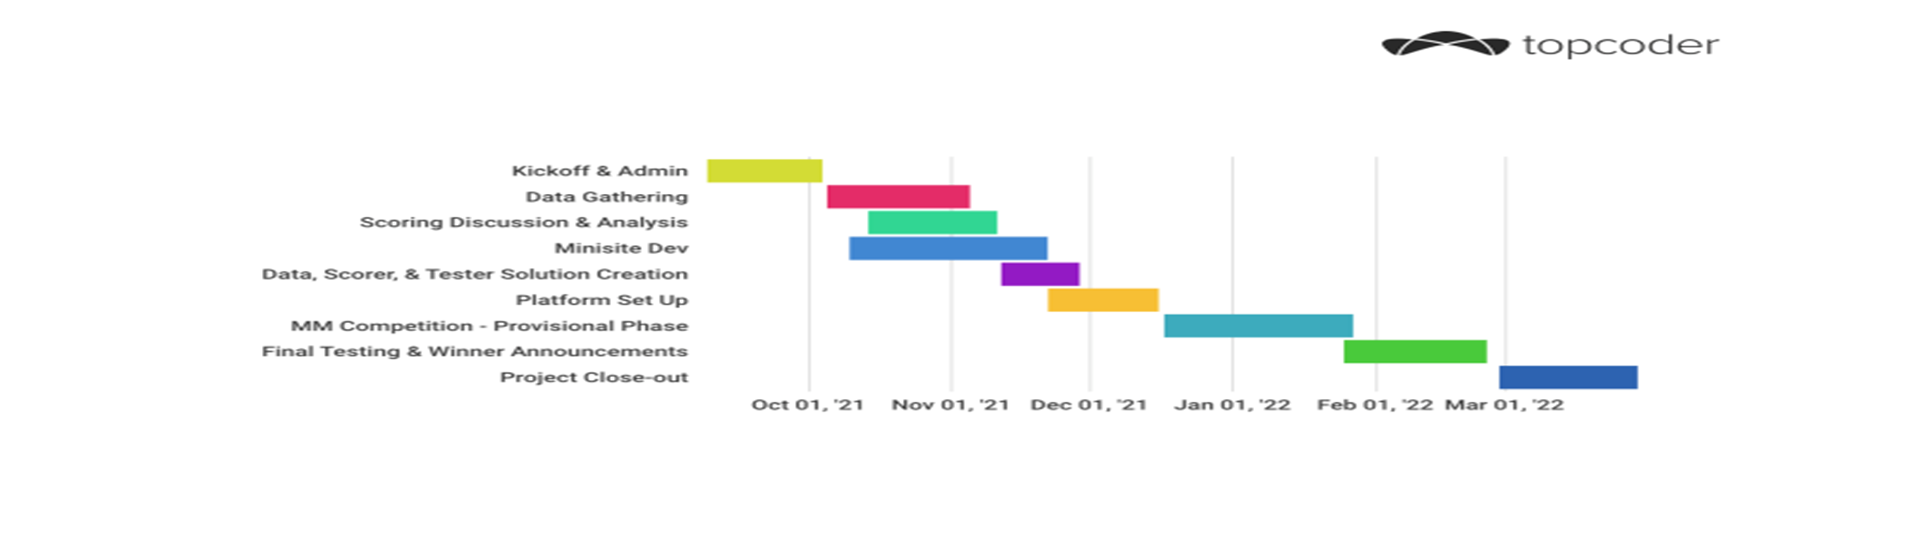 topcoder
Kickoff & Admin
Data Gathering
Scoring Discussion & Analysis
Minisite Dev
Data, Scorer, & Tester Solution Creation
Platform Set Up
MM Competition - Provisional Phase
Final Testing & Winner Announcements
Project Close-out
Oct 01, '21 Nov 01, '21 Dec 01, '21 Jan 01, '22 Feb 01, '22 Mar 01, '22